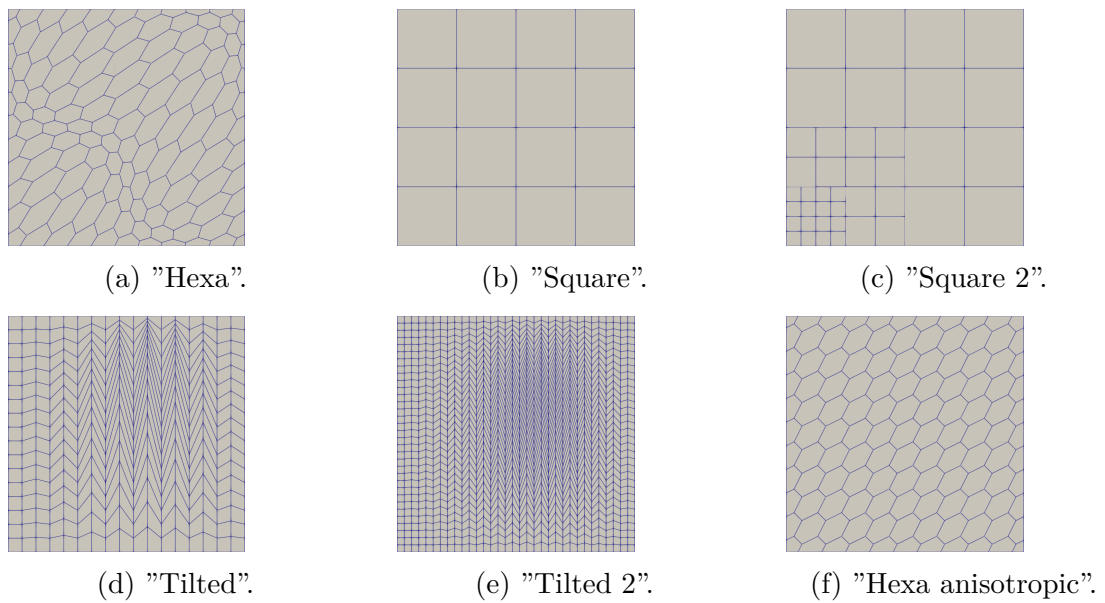 (a) ”Hexa”.
(b) ”Square”.
(c) ”Square 2”.
(d) ”Tilted”.
(e) ”Tilted 2”.
(f) ”Hexa anisotropic”.